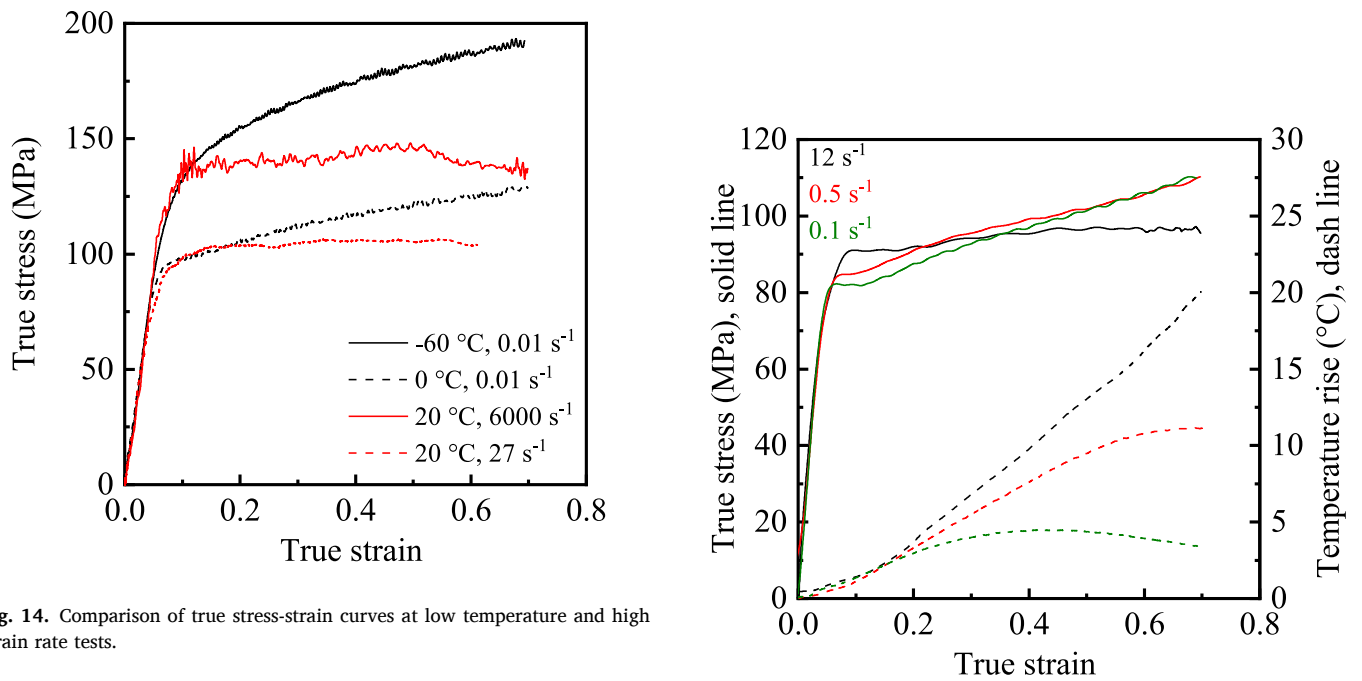 200
150
100
50
0
True stress (MPa)
-60 °C, 0.01 s-1
0 °C, 0.01 s-1
20 °C, 6000 s-1
20 °C, 27 s-1
0.0 0.2 0.4 0.6 0.8
True strain
g. 14. Comparison of true stress-strain curves at low temperature and high
rain rate tests.
120
100
80
60
40
20
0
True stress (MPa), solid line
12 s-1
0.5 s-1
0.1 s-1
30
25
20
15
10
5
0
Temperature rise (°C), dash line
0.0 0.2 0.4 0.6 0.8
True strain